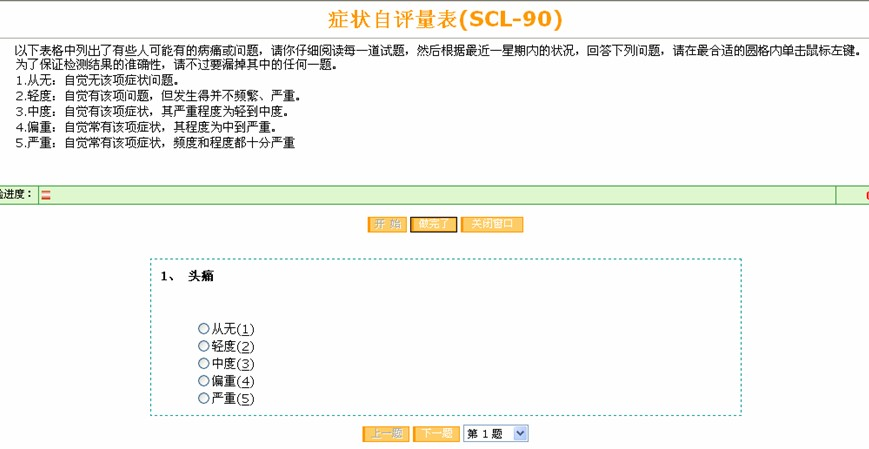 症状自评量表(SCL-90)
以下表格中列出了有些人可能有的病痛或问题，请你仔细阅读每一道试题，然后根据最近一星期内的状况，回答下列问题，请在最合适的圆格内单击鼠标左键。
为了保证检测结果的准确性，请不过要漏掉其中的任何一题。
1.从无：自觉无该项症状问题。
2.轻度：自觉有该项问题，但发生得并不频繁、严重。
3.中度：自觉有该项症状，其严重程度为轻到中度。
4.偏重：自觉常有该项症状，其程度为中到严重。
5.严重：自觉常有该项症状，频度和程度都十分严重
进度：
开 始 做完了 关闭窗口
1、 头痛
从无(1)
轻度(2)
中度(3)
偏重(4)
严重(5)
上一题 下一题 第 1 题